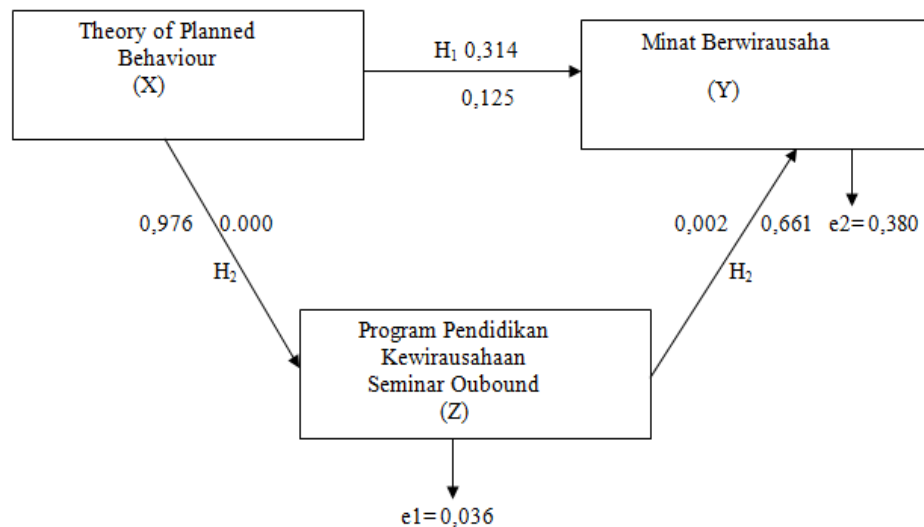 Theory of Planned
Behaviour
(X)
H₁ 0,314
0,125
Minat Berwirausaha
(Y)
0,976 0.000
H₂
0,002 0,661
H₂
e2=0,380
Program Pendidikan
Kewirausahaan
Seminar Oubound
(Z)
e1=0,036